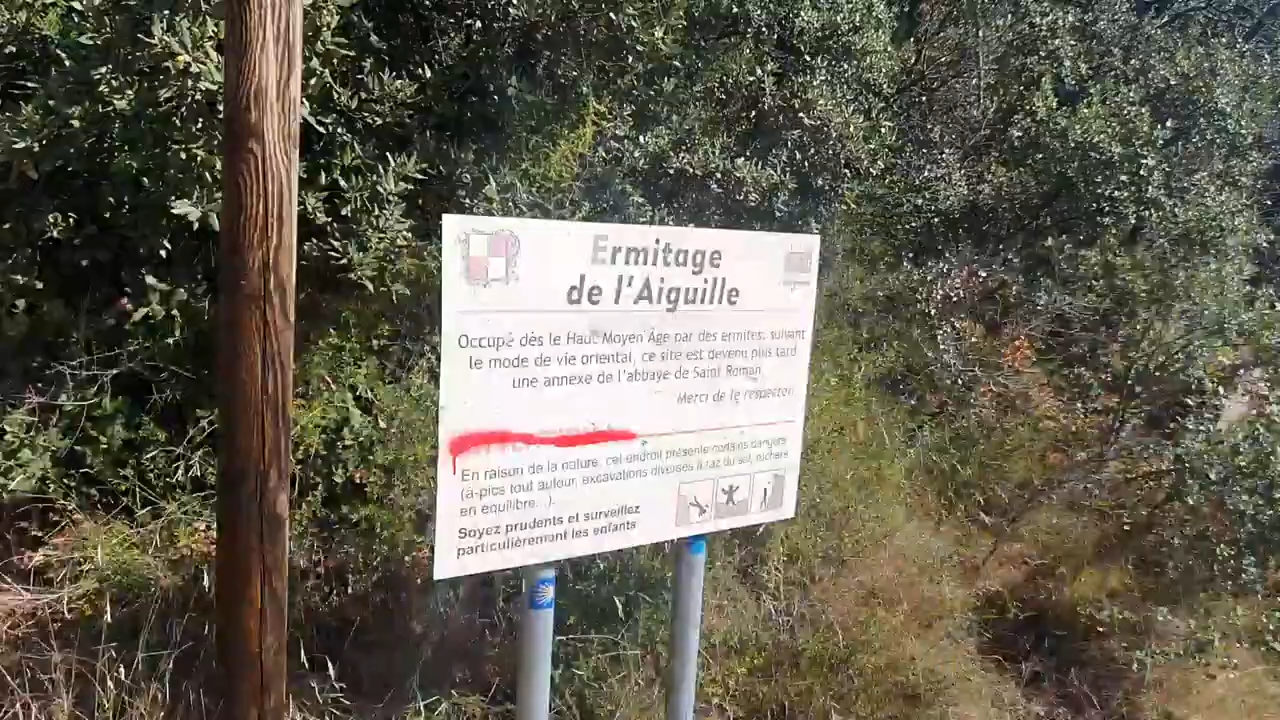 Ermitage
de l'Aiguille
Occupé dès le Haut Moyen Âge par des ermites, suivant
le mode de vie oriental, ce site est devenu plus tard
une annexe de l'abbaye de Saint Roman.
Merci de le respecter.
En raison de la nature, cet endroit présente certains dangers
(à-pics tout autour, excavations diverses à raz du sol, rochers
en équilibre...).
Soyez prudents et surveillez
particulièrement les enfants